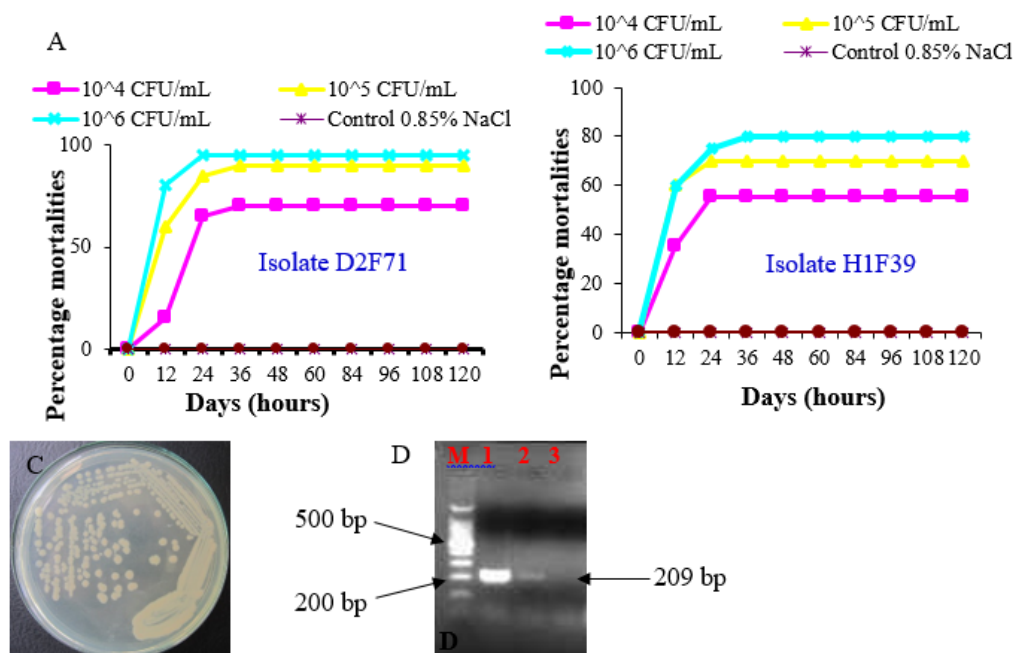 A
10^4 CFU/mL 10^5 CFU/mL
10^6 CFU/mL Control 0.85% NaCl
Percentage mortalities
100
50
0
Isolate D2F71
0 12 24 36 48 60 84 96 108 120
Days (hours)
10^4 CFU/mL 10^5 CFU/mL
10^6 CFU/mL Control 0.85% NaCl
Percentage mortalities
100
80
60
40
20
0
Isolate H1F39
0 12 24 36 48 60 84 96 108 120
Days (hours)
C
D
M 1 2 3
500 bp
200 bp
209 bp
D